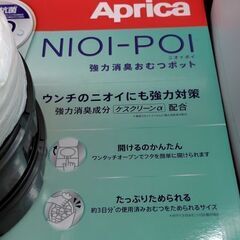 抗菌
Aprica
NIOI-POI
ニオイポイ
強力消臭おむつポット
ウンチのニオイにも強力対策
強力消臭成分 ケスクリーンα 配合
開けるのかんたん
ワンタッチオープンでフタを簡単に開けられます
たっぷりためられる
約3日分*の使用済みおむつをためられるサイズ